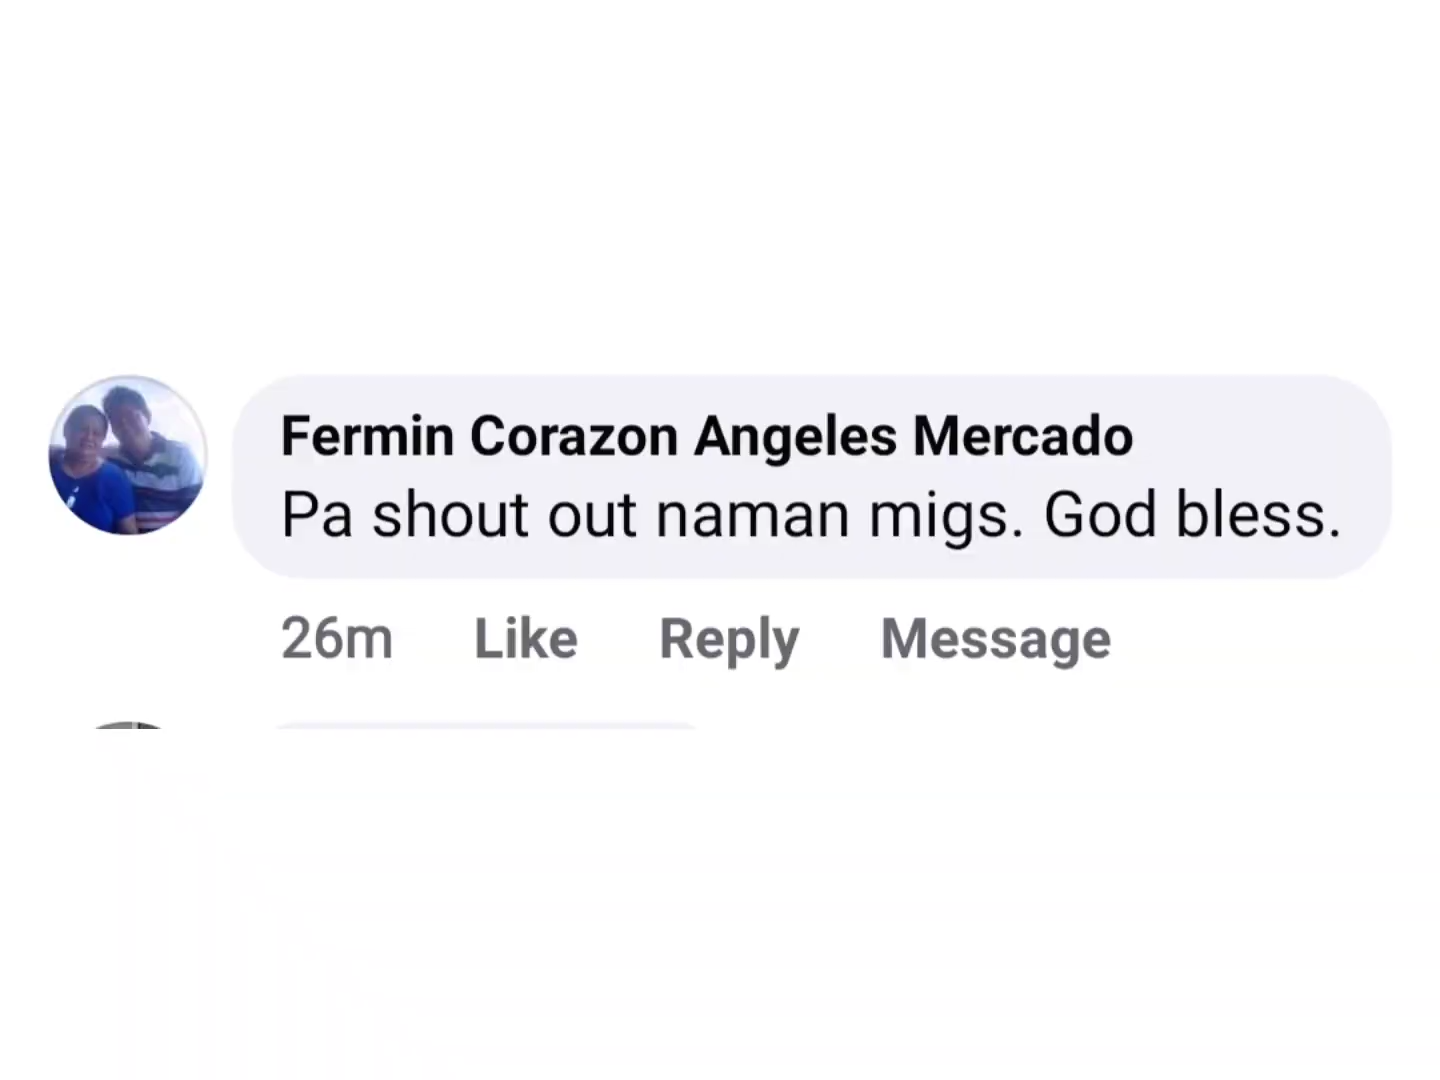 Fermin Corazon Angeles Mercado
Pa shout out naman migs. God bless.
26m Like Reply Message